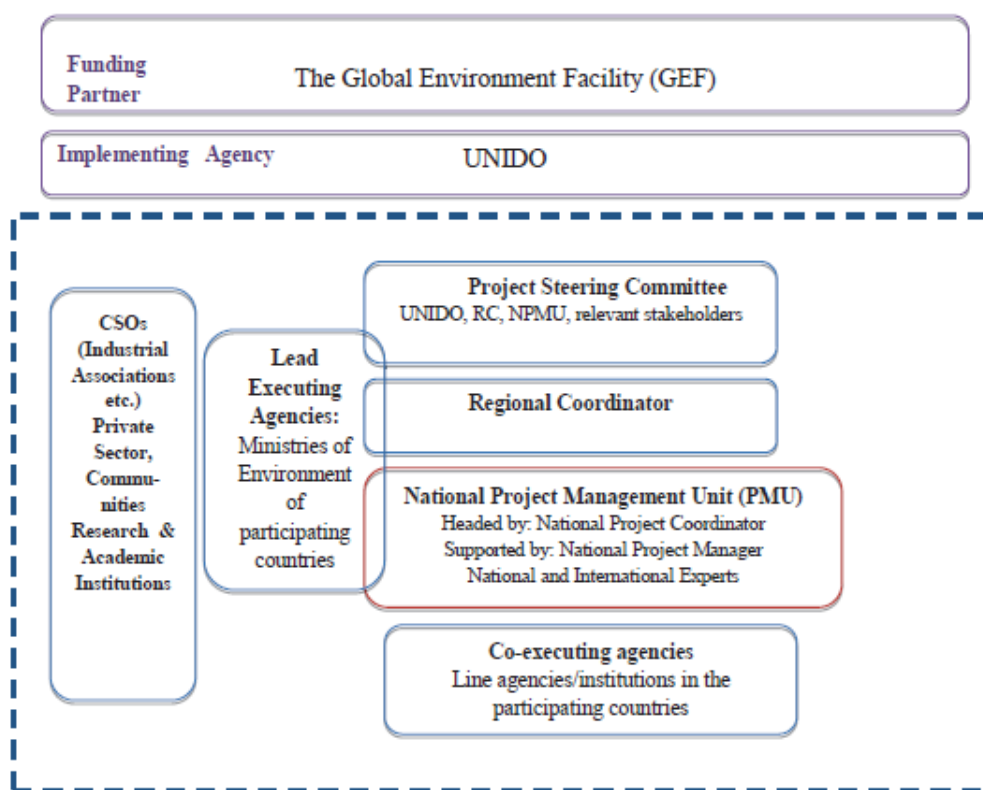 Funding
Partner
The Global Environment Facility (GEF)
Implementing Agency
UNIDO
CSOs
(Industrial
Associations
etc.)
Private
Sector,
Commu-
nities
Research &
Academic
Institutions
Lead
Executing
Agencies:
Ministries of
Environment
of
participating
countries
Project Steering Committee
UNIDO, RC, NPMU, relevant stakeholders
Regional Coordinator
National Project Management Unit (PMU)
Headed by: National Project Coordinator
Supported by: National Project Manager
National and International Experts
Co-executing agencies
Line agencies/institutions in the
participating countries